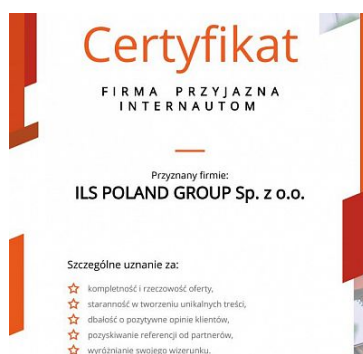 Certyfikat
FIRMA PRZYJAZNA
INTERNAUTOM
Przyznany firmie:
ILS POLAND GROUP Sp. z o.o.
Szczególne uznanie za:
kompletność i rzeczowość oferty,
staranność w tworzeniu unikalnych treści,
dbałość o pozytywne opinie klientów,
pozyskiwanie referencji od partnerów,
wyróżnianie swojego wizerunku.